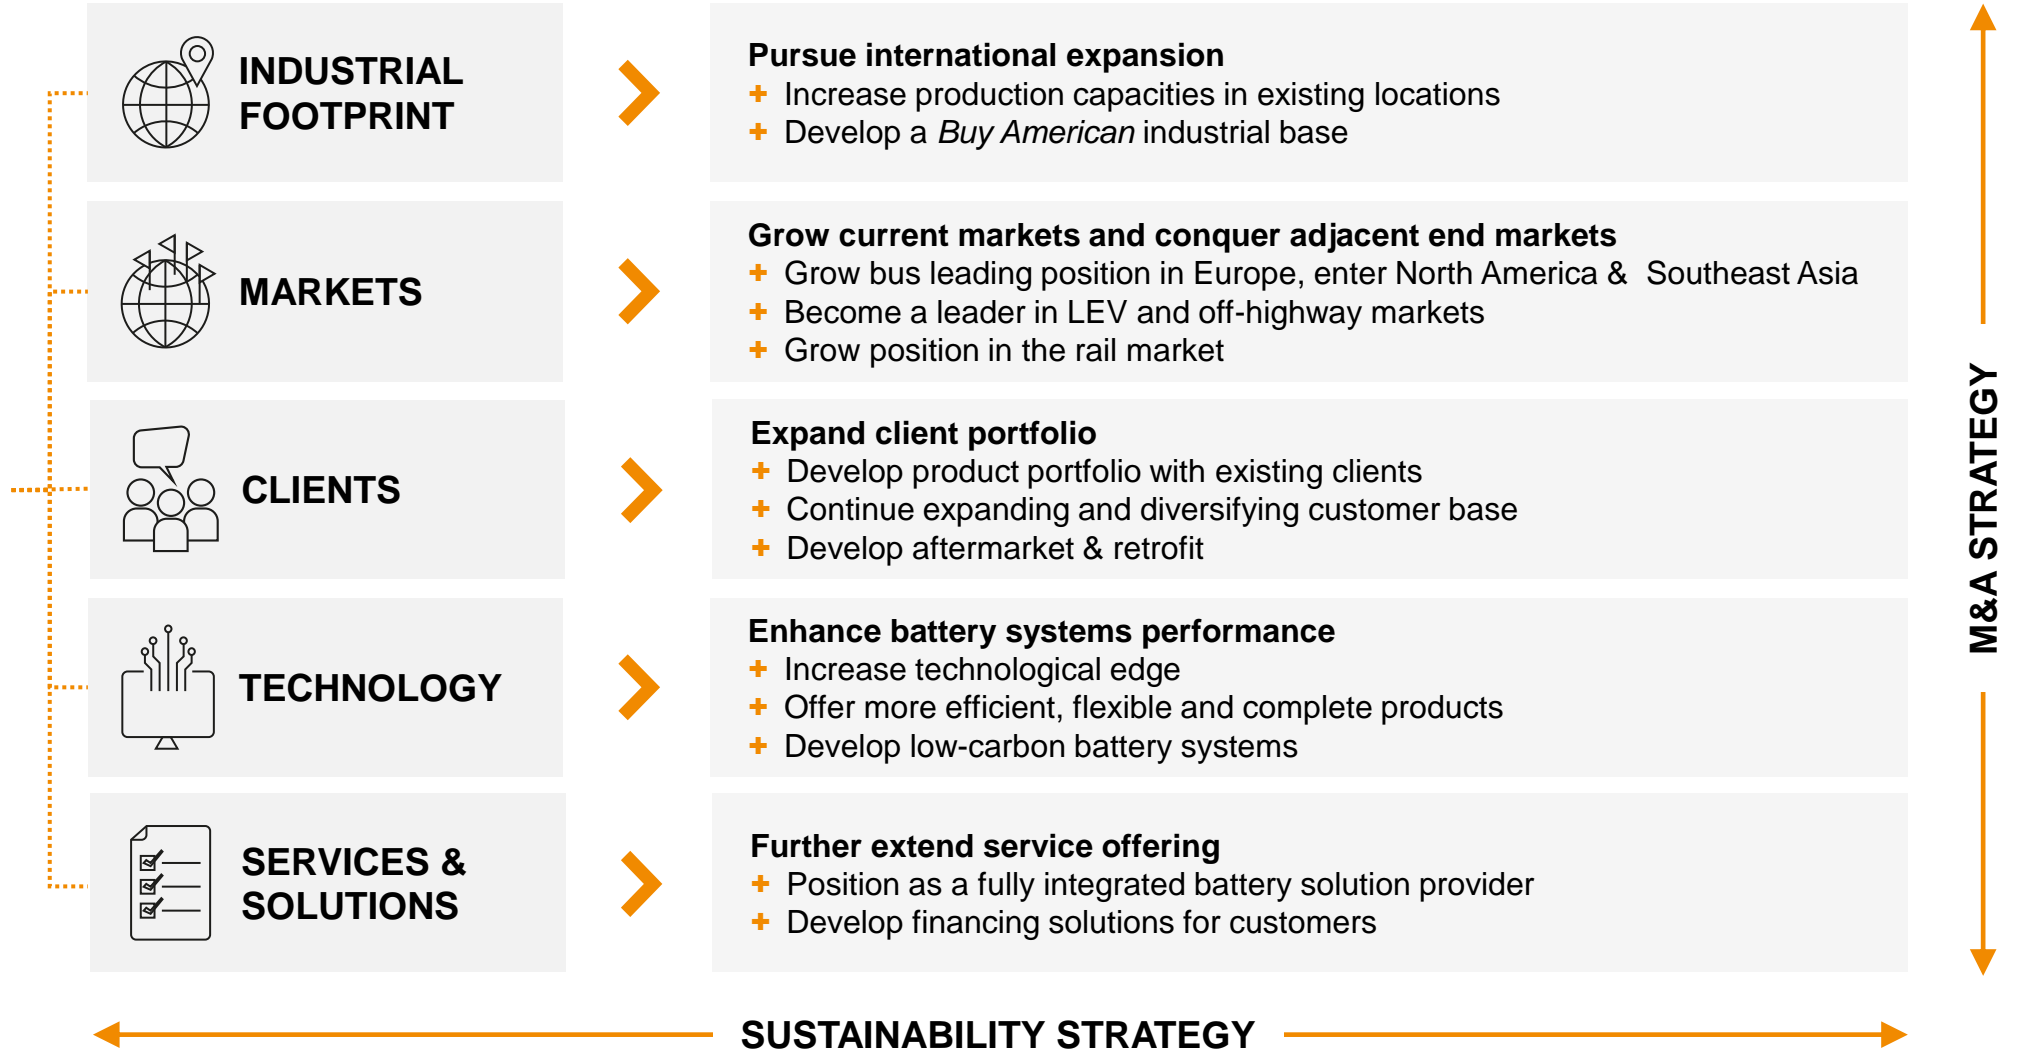 INDUSTRIAL
FOOTPRINT
Pursue international expansion
+ Increase production capacities in existing locations
+ Develop a Buy American industrial base
MARKETS
Grow current markets and conquer adjacent end markets
+ Grow bus leading position in Europe, enter North America & Southeast Asia
+ Become a leader in LEV and off-highway markets
+ Grow position in the rail market
CLIENTS
Expand client portfolio
+ Develop product portfolio with existing clients
+ Continue expanding and diversifying customer base
+ Develop aftermarket & retrofit
TECHNOLOGY
Enhance battery systems performance
+ Increase technological edge
+ Offer more efficient, flexible and complete products
+ Develop low-carbon battery systems
SERVICES &
SOLUTIONS
Further extend service offering
+ Position as a fully integrated battery solution provider
+ Develop financing solutions for customers
M&A STRATEGY
SUSTAINABILITY STRATEGY